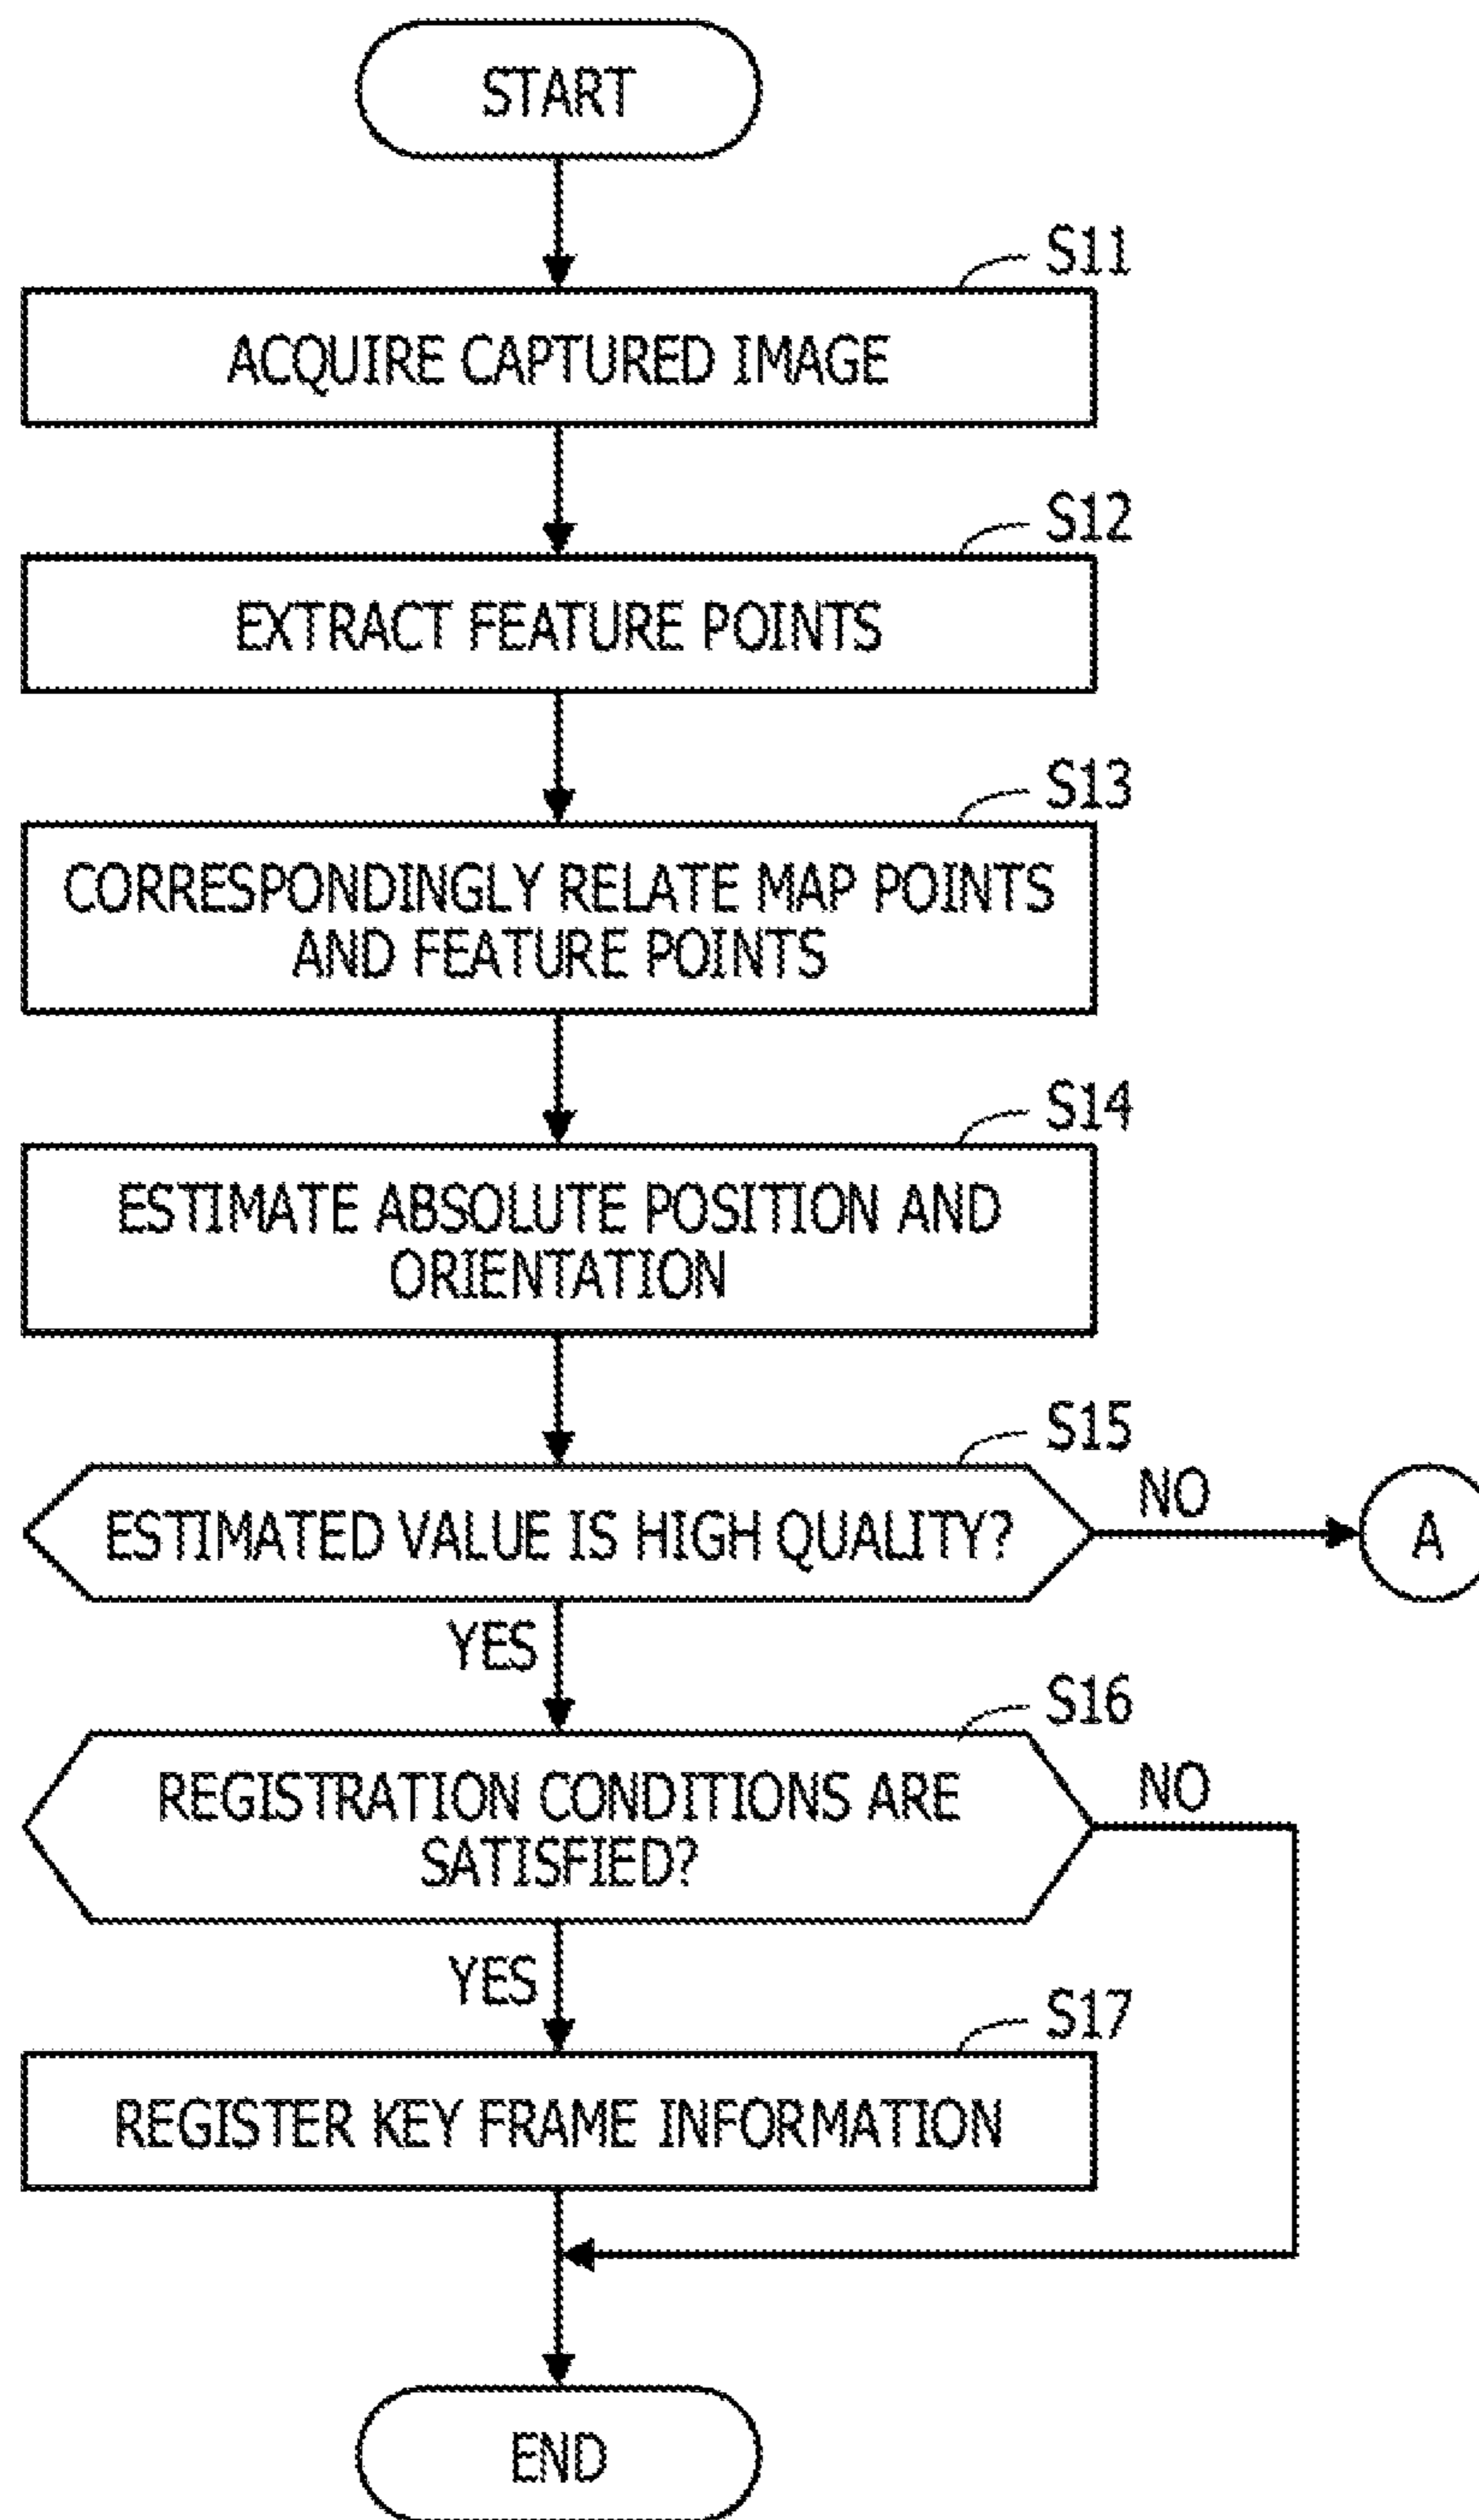 START
S11
ACQUIRE CAPTURED IMAGE
S12
EXTRACT FEATURE POINTS
S13
CORRESPONDINGLY RELATE MAP POINTS
AND FEATURE POINTS
S14
ESTIMATE ABSOLUTE POSITION AND
ORIENTATION
S15
ESTIMATED VALUE IS HIGH QUALITY?
NO
A
YES
S16
REGISTRATION CONDITIONS ARE
SATISFIED?
NO
YES
S17
REGISTER KEY FRAME INFORMATION
END